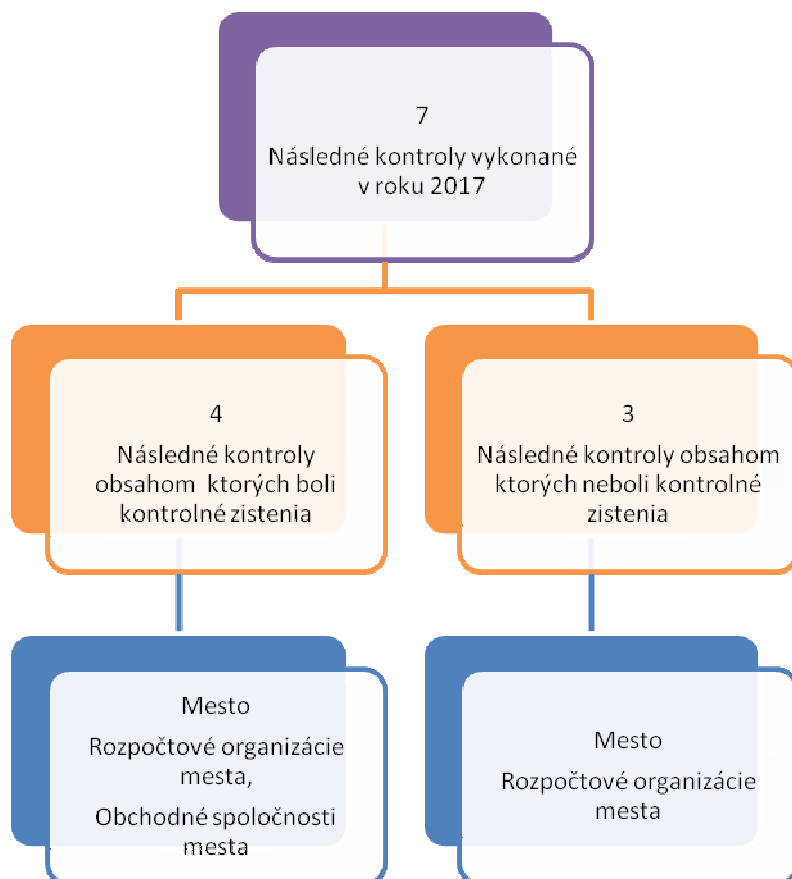 7
Následné kontroly vykonané
v roku 2017
4
Následné kontroly
obsahom ktorých boli
kontrolné zistenia
3
Následné kontroly obsahom
ktorých neboli kontrolné
zistenia
Mesto
Rozpočtové organizácie
mesta,
Obchodné spoločnosti
mesta
Mesto
Rozpočtové organizácie
mesta